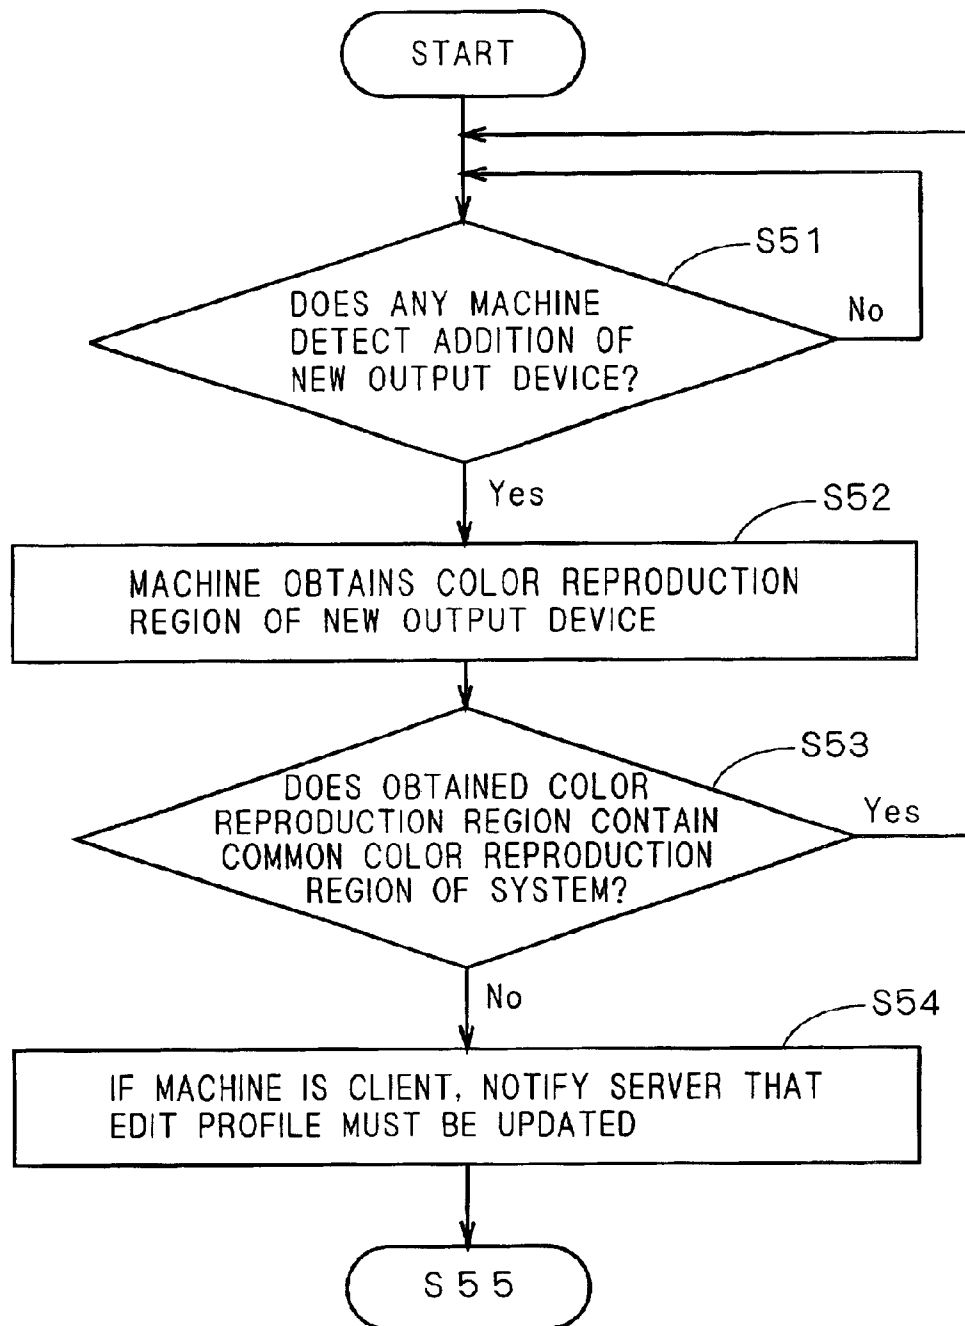 START
S51
DOES ANY MACHINE
DETECT ADDITION OF
NEW OUTPUT DEVICE?
No
Yes
S52
MACHINE OBTAINS COLOR REPRODUCTION
REGION OF NEW OUTPUT DEVICE
S53
DOES OBTAINED COLOR
REPRODUCTION REGION CONTAIN
COMMON COLOR REPRODUCTION
REGION OF SYSTEM?
Yes
No
S54
IF MACHINE IS CLIENT, NOTIFY SERVER THAT
EDIT PROFILE MUST BE UPDATED
S55